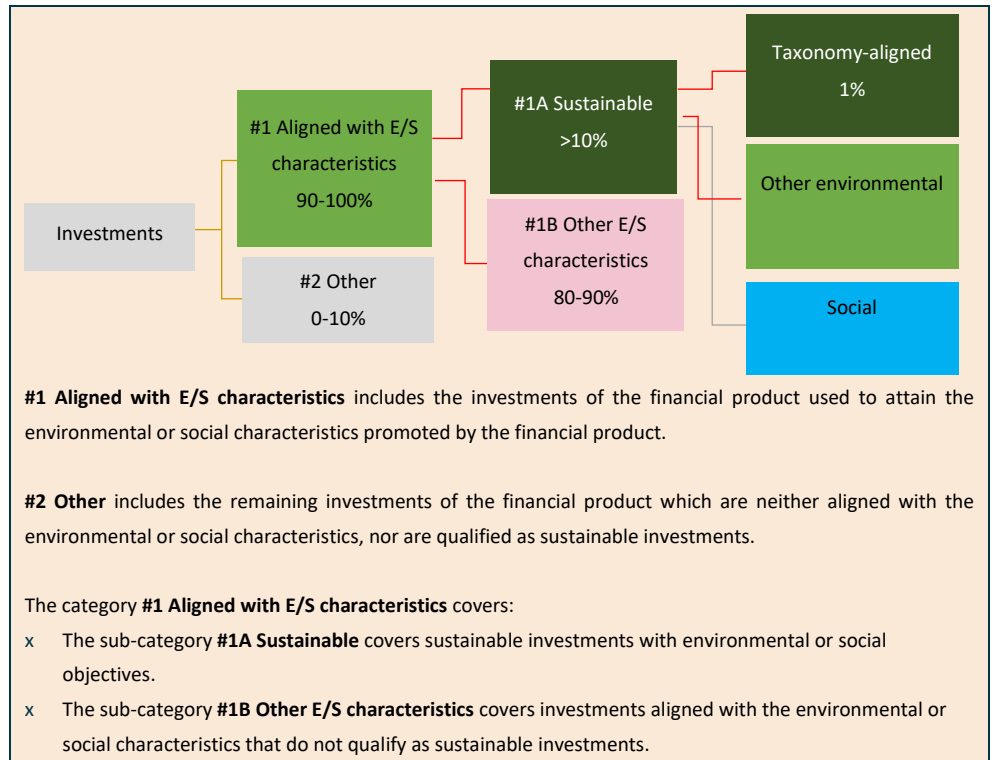 Taxonomy-aligned
1%
#1A Sustainable
>10%
#1 Aligned with E/S
characteristics
90-100%
Other environmental
Investments
#1B Other E/S
characteristics
80-90%
#2 Other
0-10%
Social
#1 Aligned with E/S characteristics includes the investments of the financial product used to attain the
environmental or social characteristics promoted by the financial product.
#2 Other includes the remaining investments of the financial product which are neither aligned with the
environmental or social characteristics, nor are qualified as sustainable investments.
The category #1 Aligned with E/S characteristics covers:
x The sub-category #1A Sustainable covers sustainable investments with environmental or social
objectives.
x The sub-category #1B Other E/S characteristics covers investments aligned with the environmental or
social characteristics that do not qualify as sustainable investments.